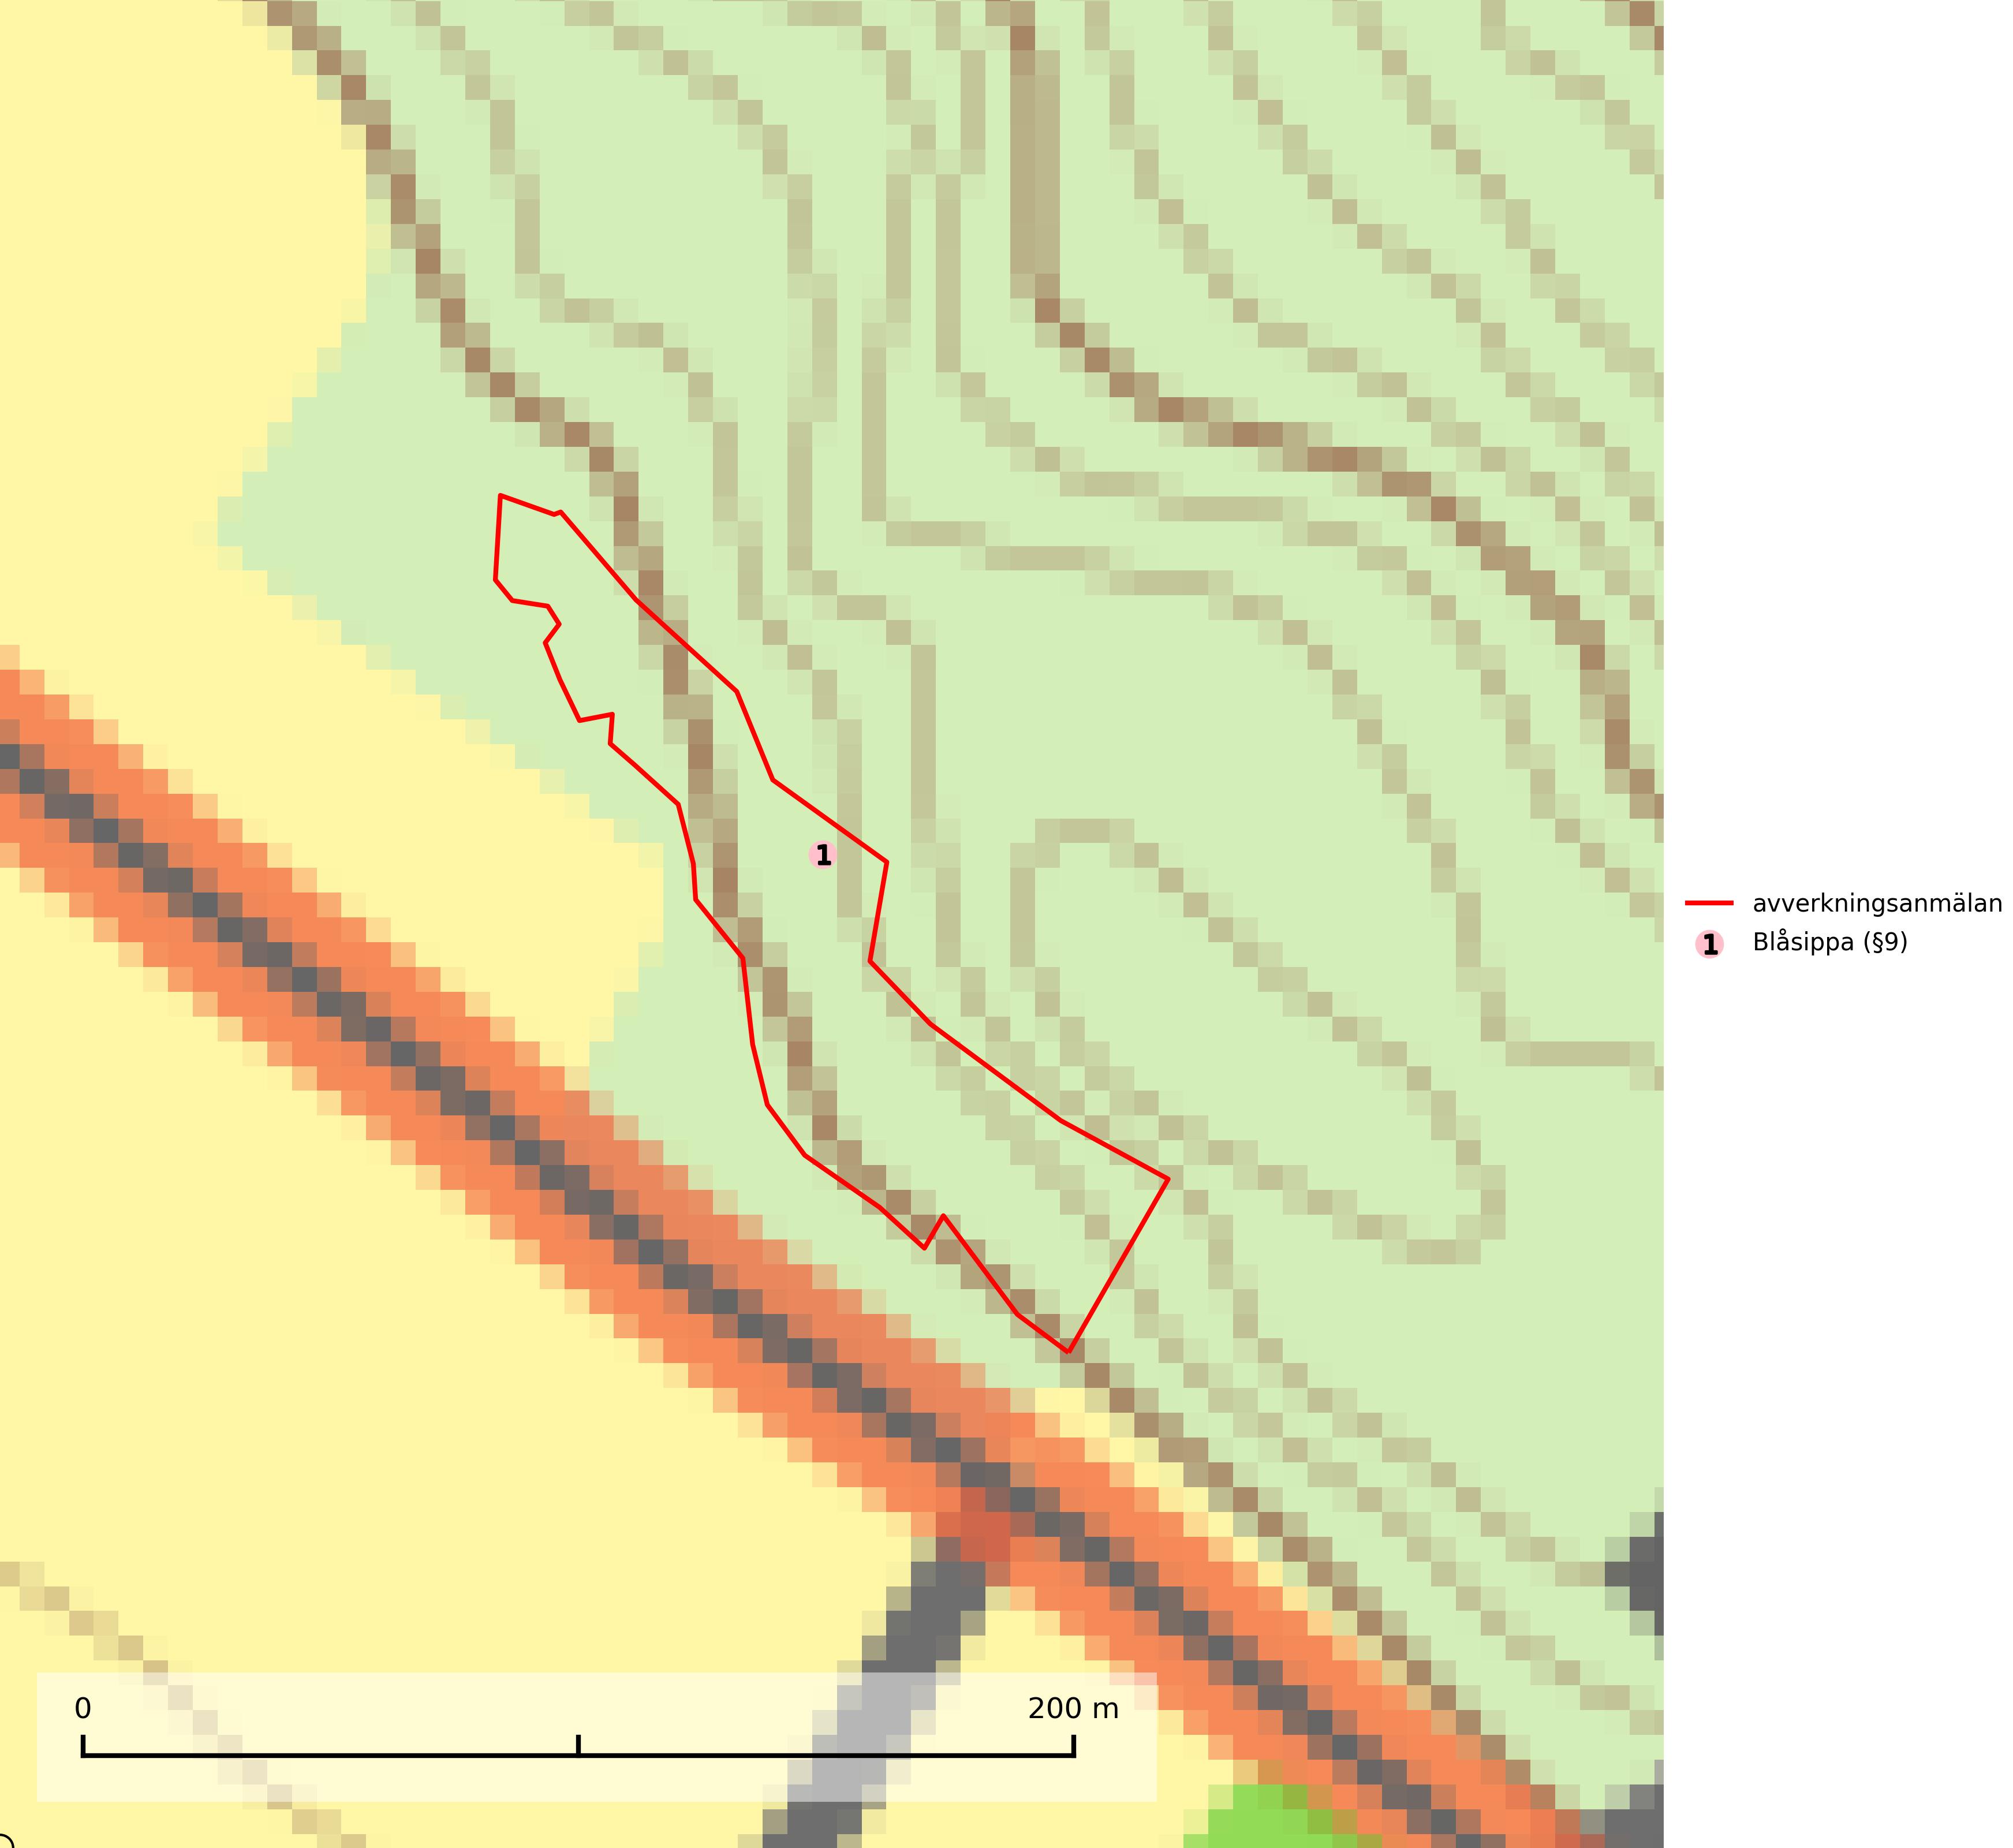 1
avverkningsanmälan
1 Blåsippa (§9)
0 200 m